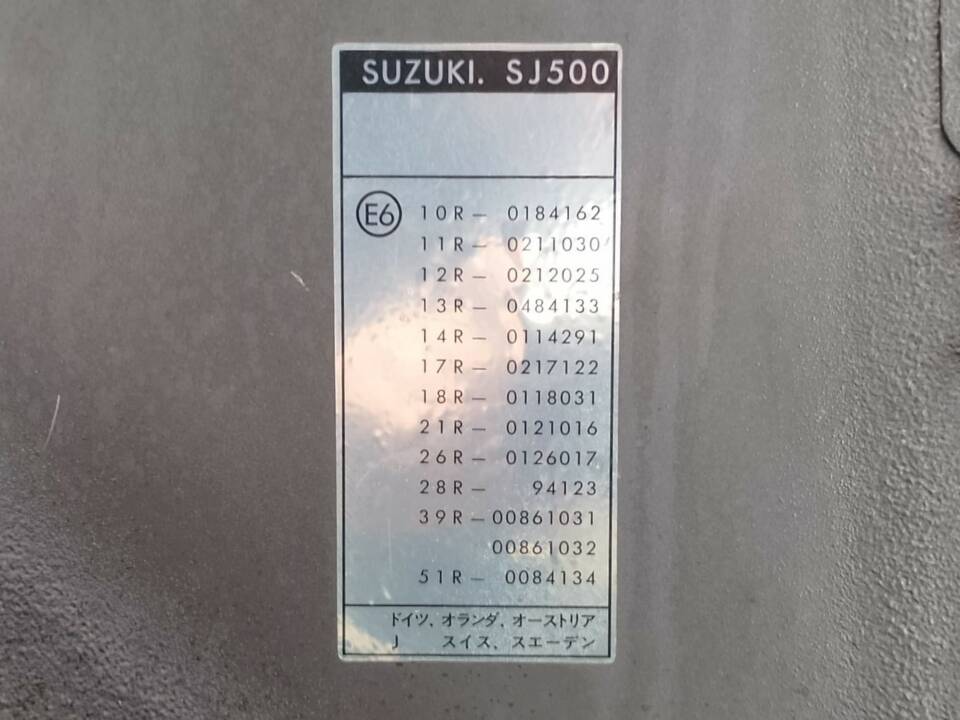 SUZUKI. SJ500
E6 10R — 0184162
11R — 0211030
12R — 0212025
13R — 0484133
14R — 0114291
17R — 0217122
18R — 0118031
21R — 0121016
26R — 0126017
28R — 94123
39R — 00861031
00861032
51R — 0084134
ドイツ、オランダ、オーストリア
J スイス、スエーデン